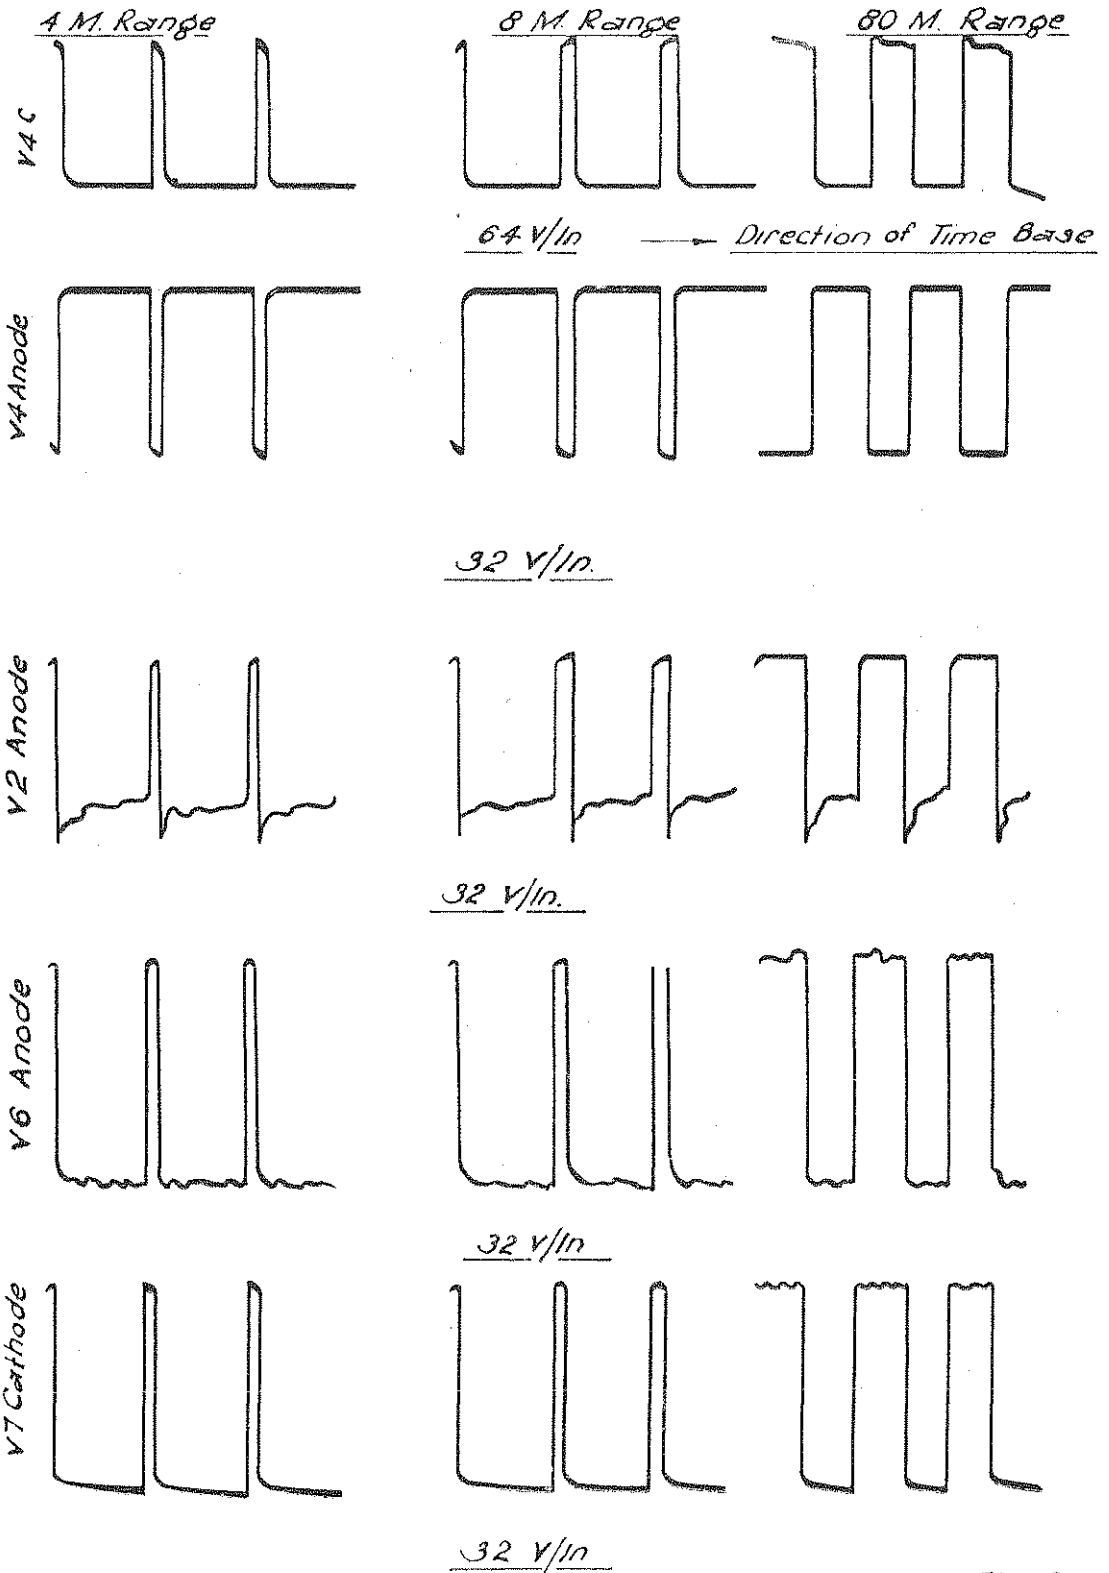 4 M. Range
8 M. Range
80 M. Range
V4 C
64 V/In → Direction of Time Base
V4 Anode
32 V/In.
V2 Anode
32 V/In.
V6 Anode
32 V/In
V7 Cathode
32 V/In